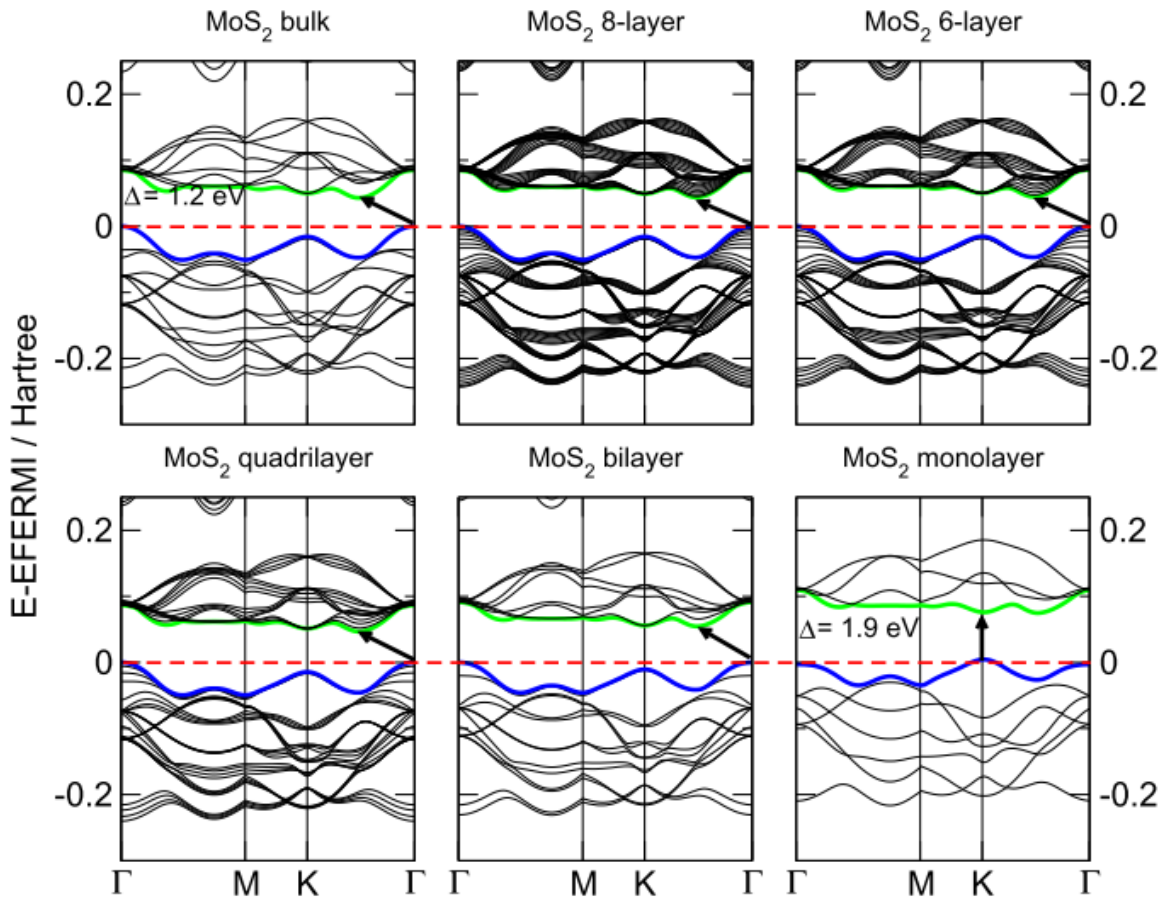 MoS2 bulk
MoS2 8-layer
MoS2 6-layer
0.2
0
-0.2
0.2
0
-0.2
Δ= 1.2 eV
E-EFERMI / Hartree
MoS2 quadrilayer
MoS2 bilayer
MoS2 monolayer
0.2
0
-0.2
0.2
0
-0.2
Δ= 1.9 eV
Γ M K Γ
Γ M K Γ
Γ M K Γ